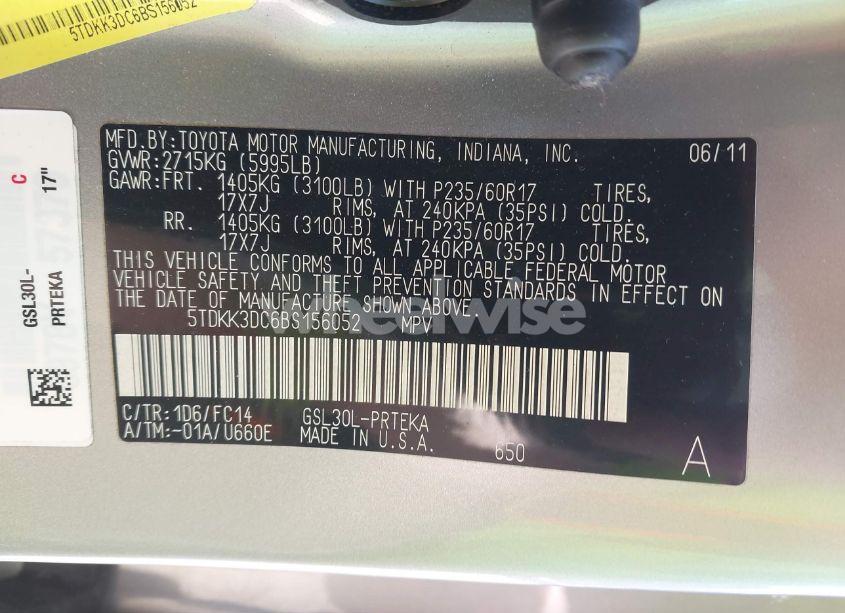 5TDKK3DC6BS156052
C
17"
GSL30L-
PRTEKA
MFD.BY:TOYOTA MOTOR MANUFACTURING, INDIANA, INC. 06/11
GVWR:2715KG (5995LB)
GAWR:FRT. 1405KG (3100LB) WITH P235/60R17 TIRES,
17X7J RIMS, AT 240KPA (35PSI) COLD.
RR. 1405KG (3100LB) WITH P235/60R17 TIRES,
17X7J RIMS, AT 240KPA (35PSI) COLD.
THIS VEHICLE CONFORMS TO ALL APPLICABLE FEDERAL MOTOR
VEHICLE SAFETY AND THEFT PREVENTION STANDARDS IN EFFECT ON
THE DATE OF MANUFACTURE SHOWN ABOVE.
5TDKK3DC6BS156052 MPV
C/TR:1D6/FC14 GSL30L-PRTEKA
A/TM:-01A/U660E MADE IN U.S.A. 650
A